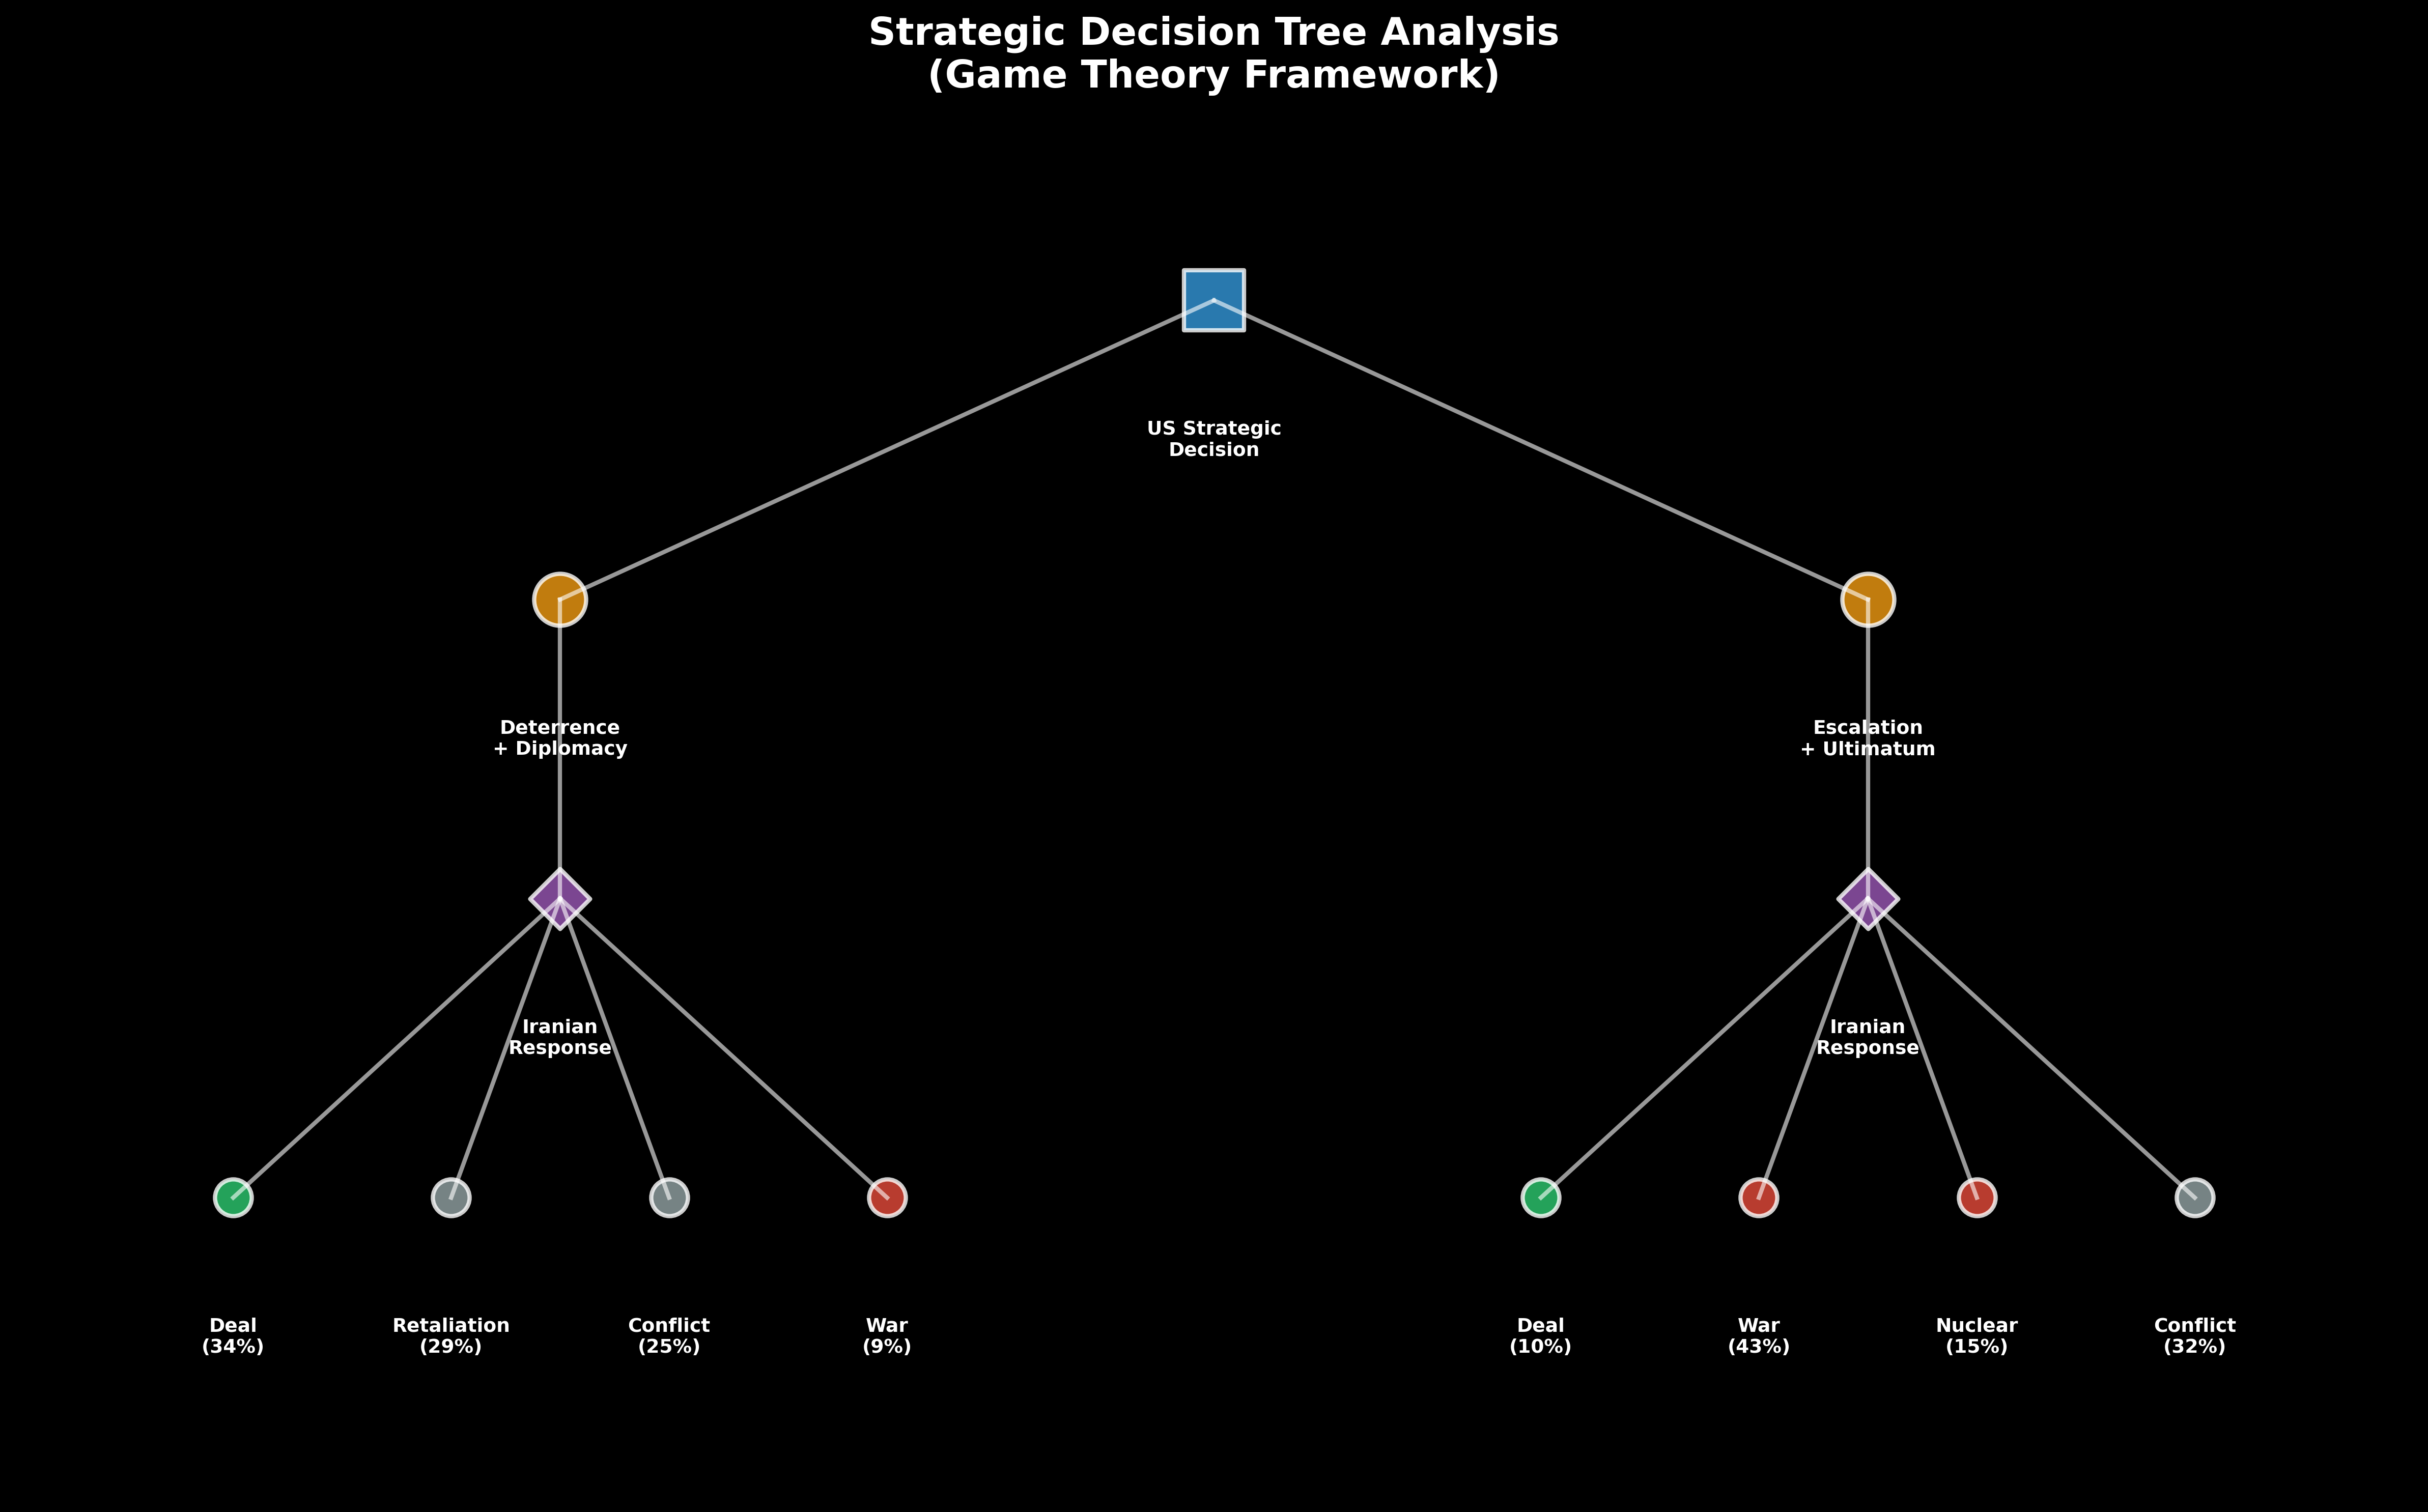 Strategic Decision Tree Analysis
(Game Theory Framework)
US Strategic
Decision
Deterrence
+ Diplomacy
Escalation
+ Ultimatum
Iranian
Response
Iranian
Response
Deal
(34%)
Retaliation
(29%)
Conflict
(25%)
War
(9%)
Deal
(10%)
War
(43%)
Nuclear
(15%)
Conflict
(32%)